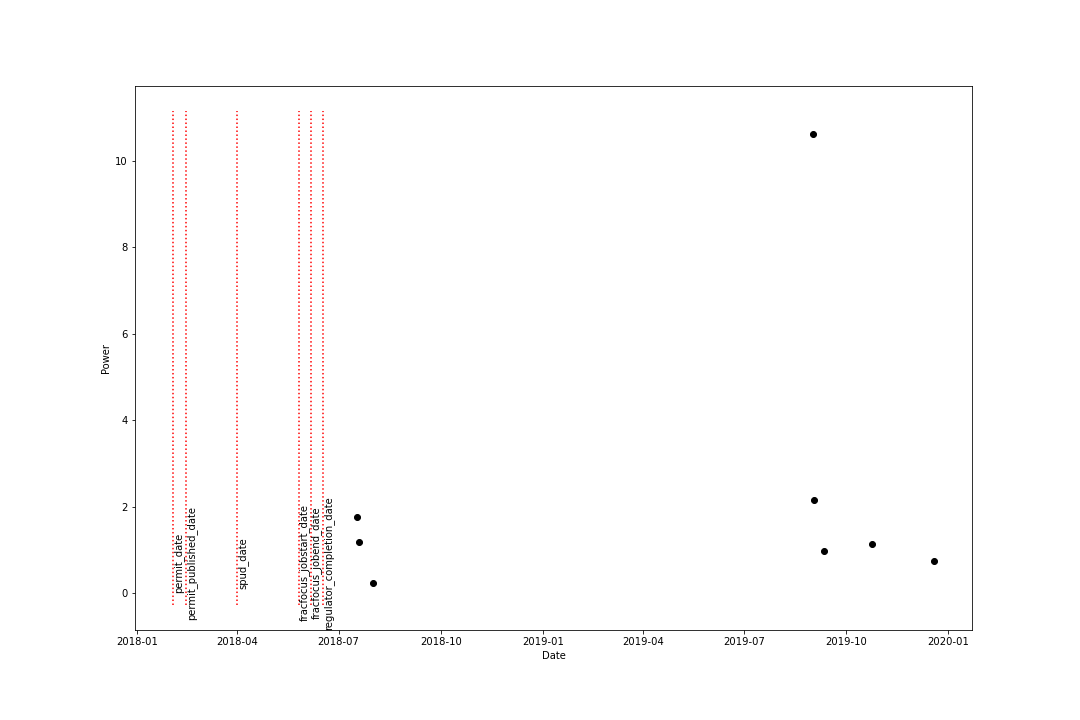 10
8
6
4
2
0
Power
permit_date
permit_published_date
spud_date
fracfocus_jobstart_date
fracfocus_jobend_date
regulator_completion_date
2018-01
2018-04
2018-07
2018-10
2019-01
2019-04
2019-07
2019-10
2020-01
Date